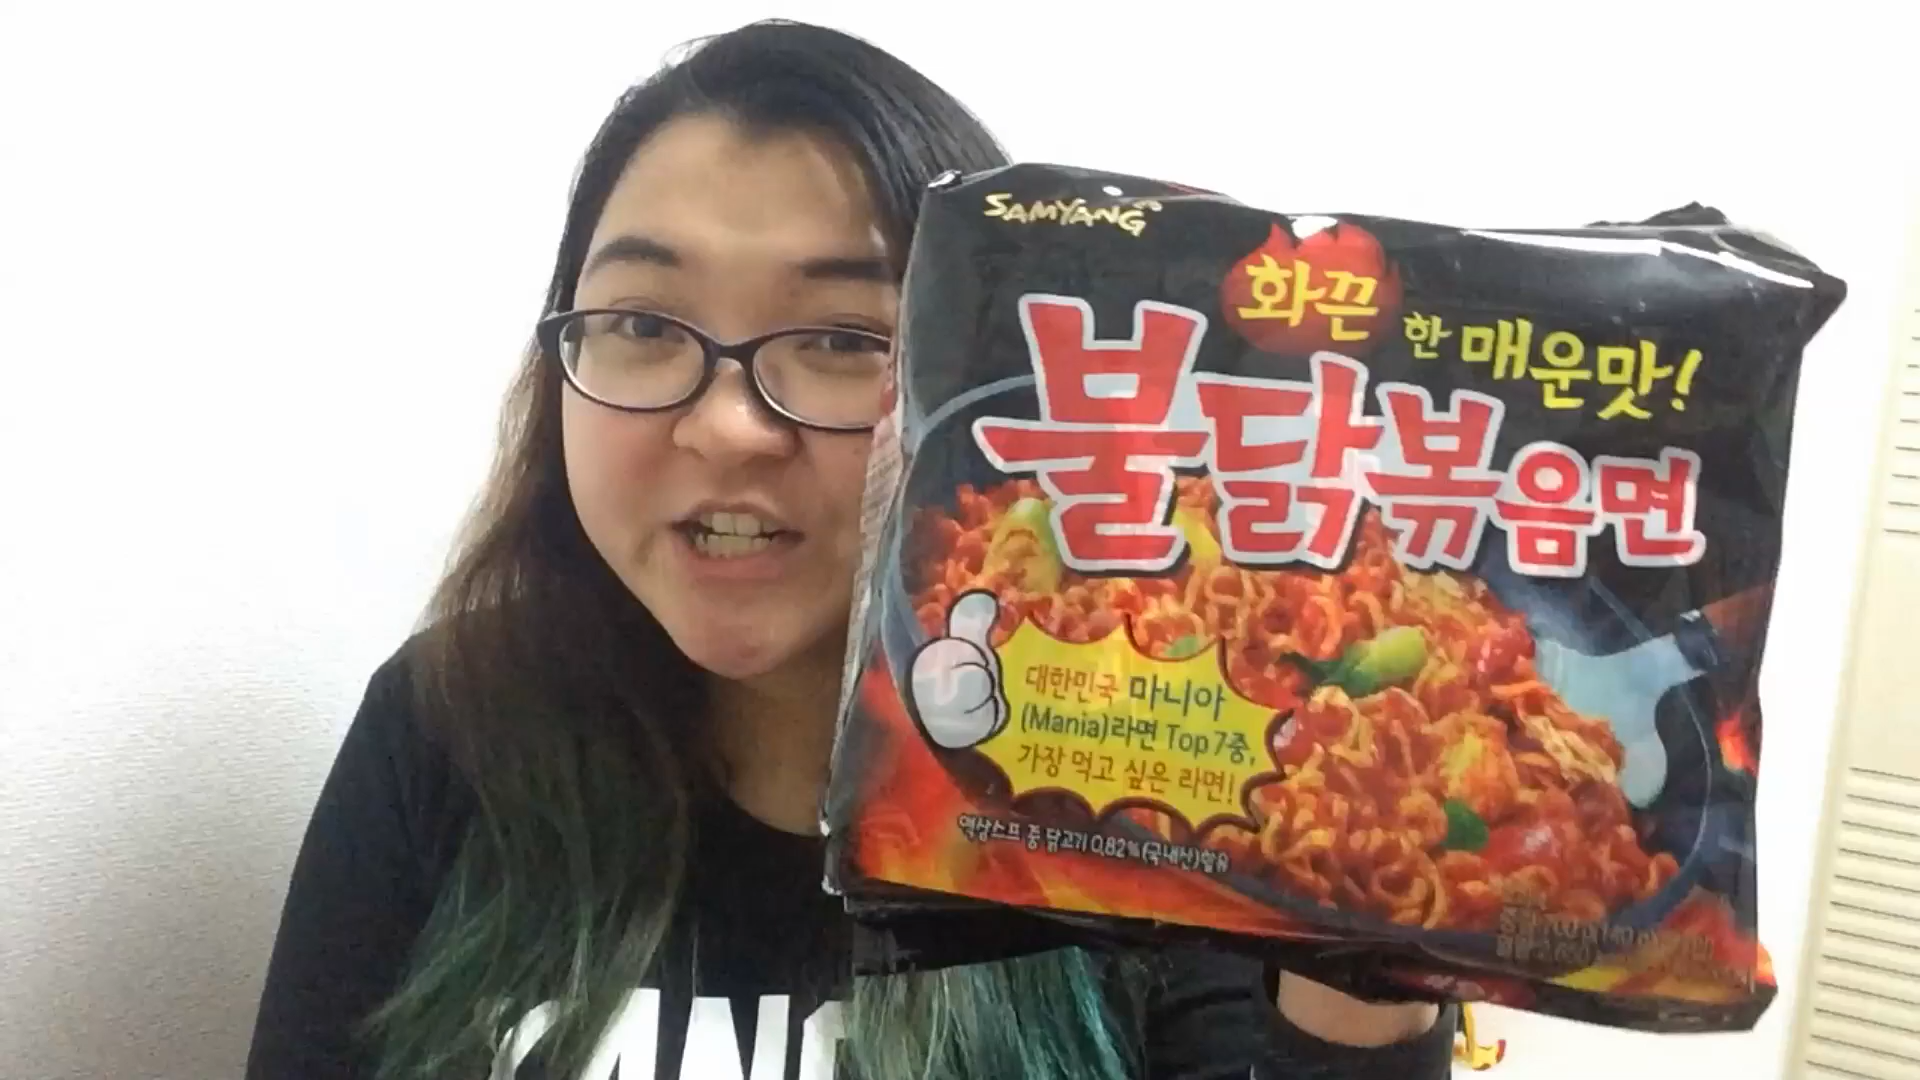 SAMYANG
화끈한 매운맛!
불닭볶음면
대한민국 마니아
(Mania)라면 Top 7중,
가장 먹고 싶은 라면!
액상스프 중 닭고기 0.82%(국내산)함유